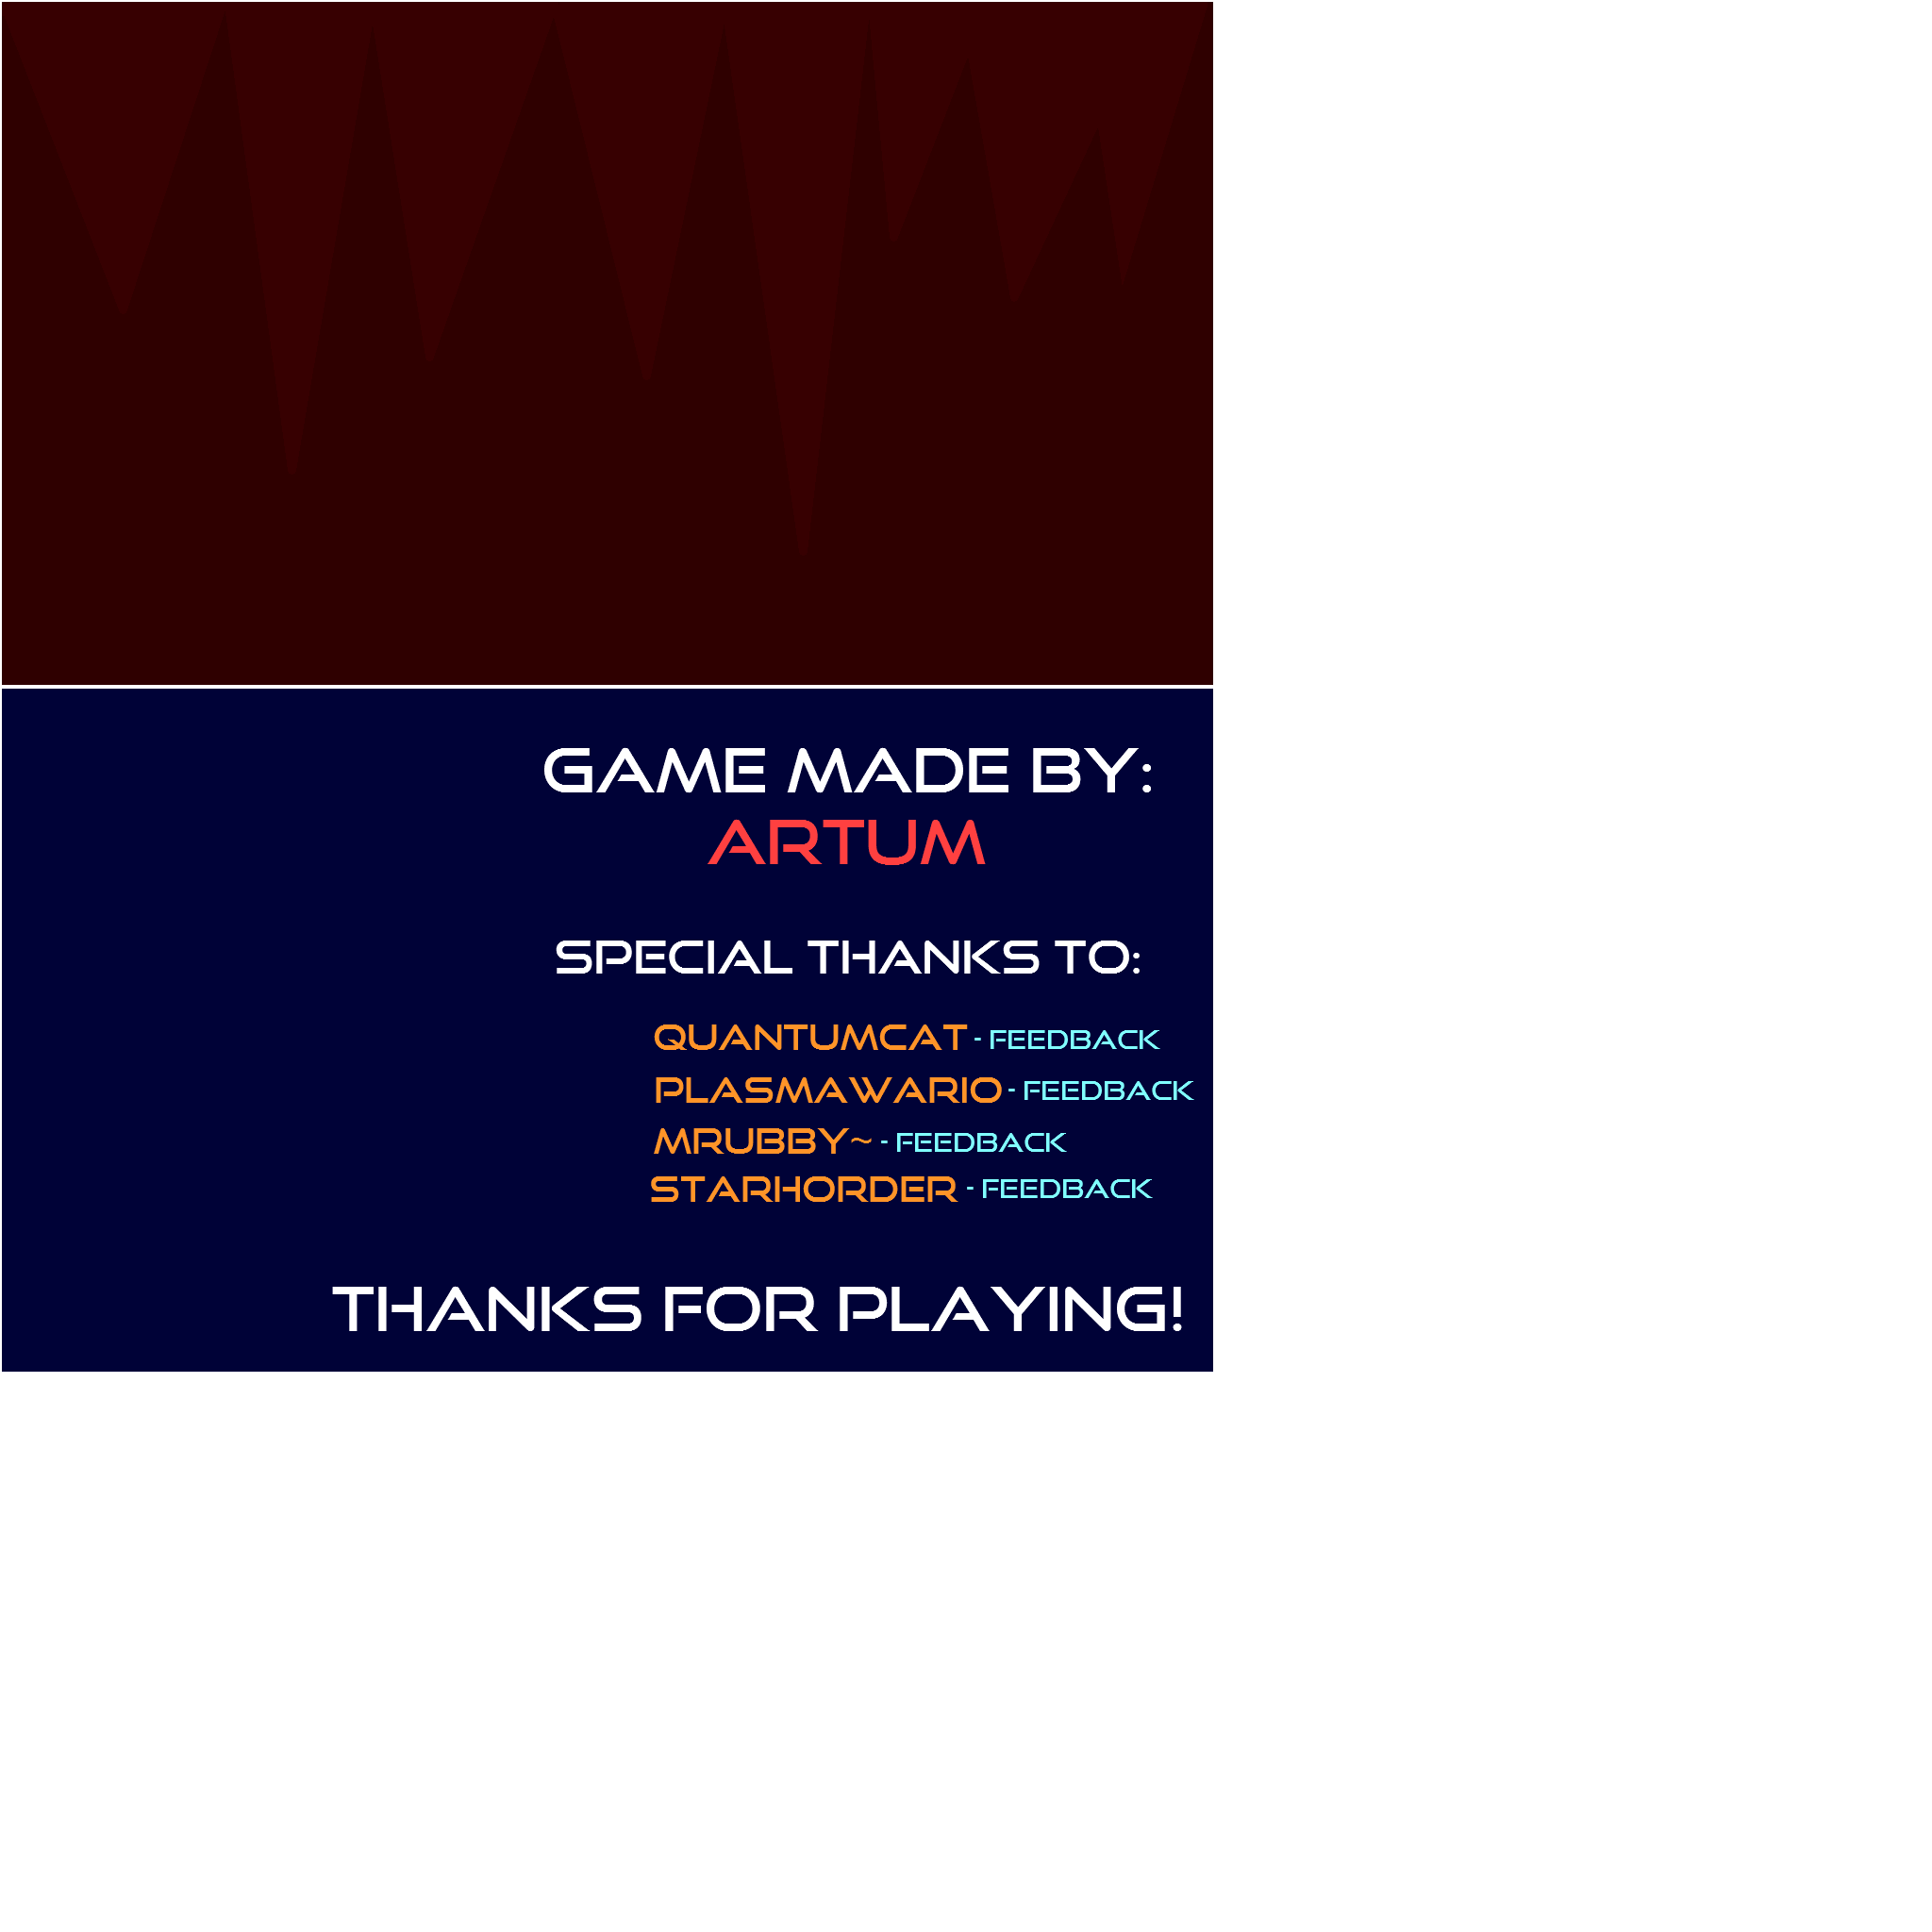 GAME MADE BY:
ARTUM
SPECIAL THANKS TO:
QUANTUMCAT - FEEDBACK
PLASMAWARIO - FEEDBACK
MRUBBY~ - FEEDBACK
STARHORDER - FEEDBACK
THANKS FOR PLAYING!